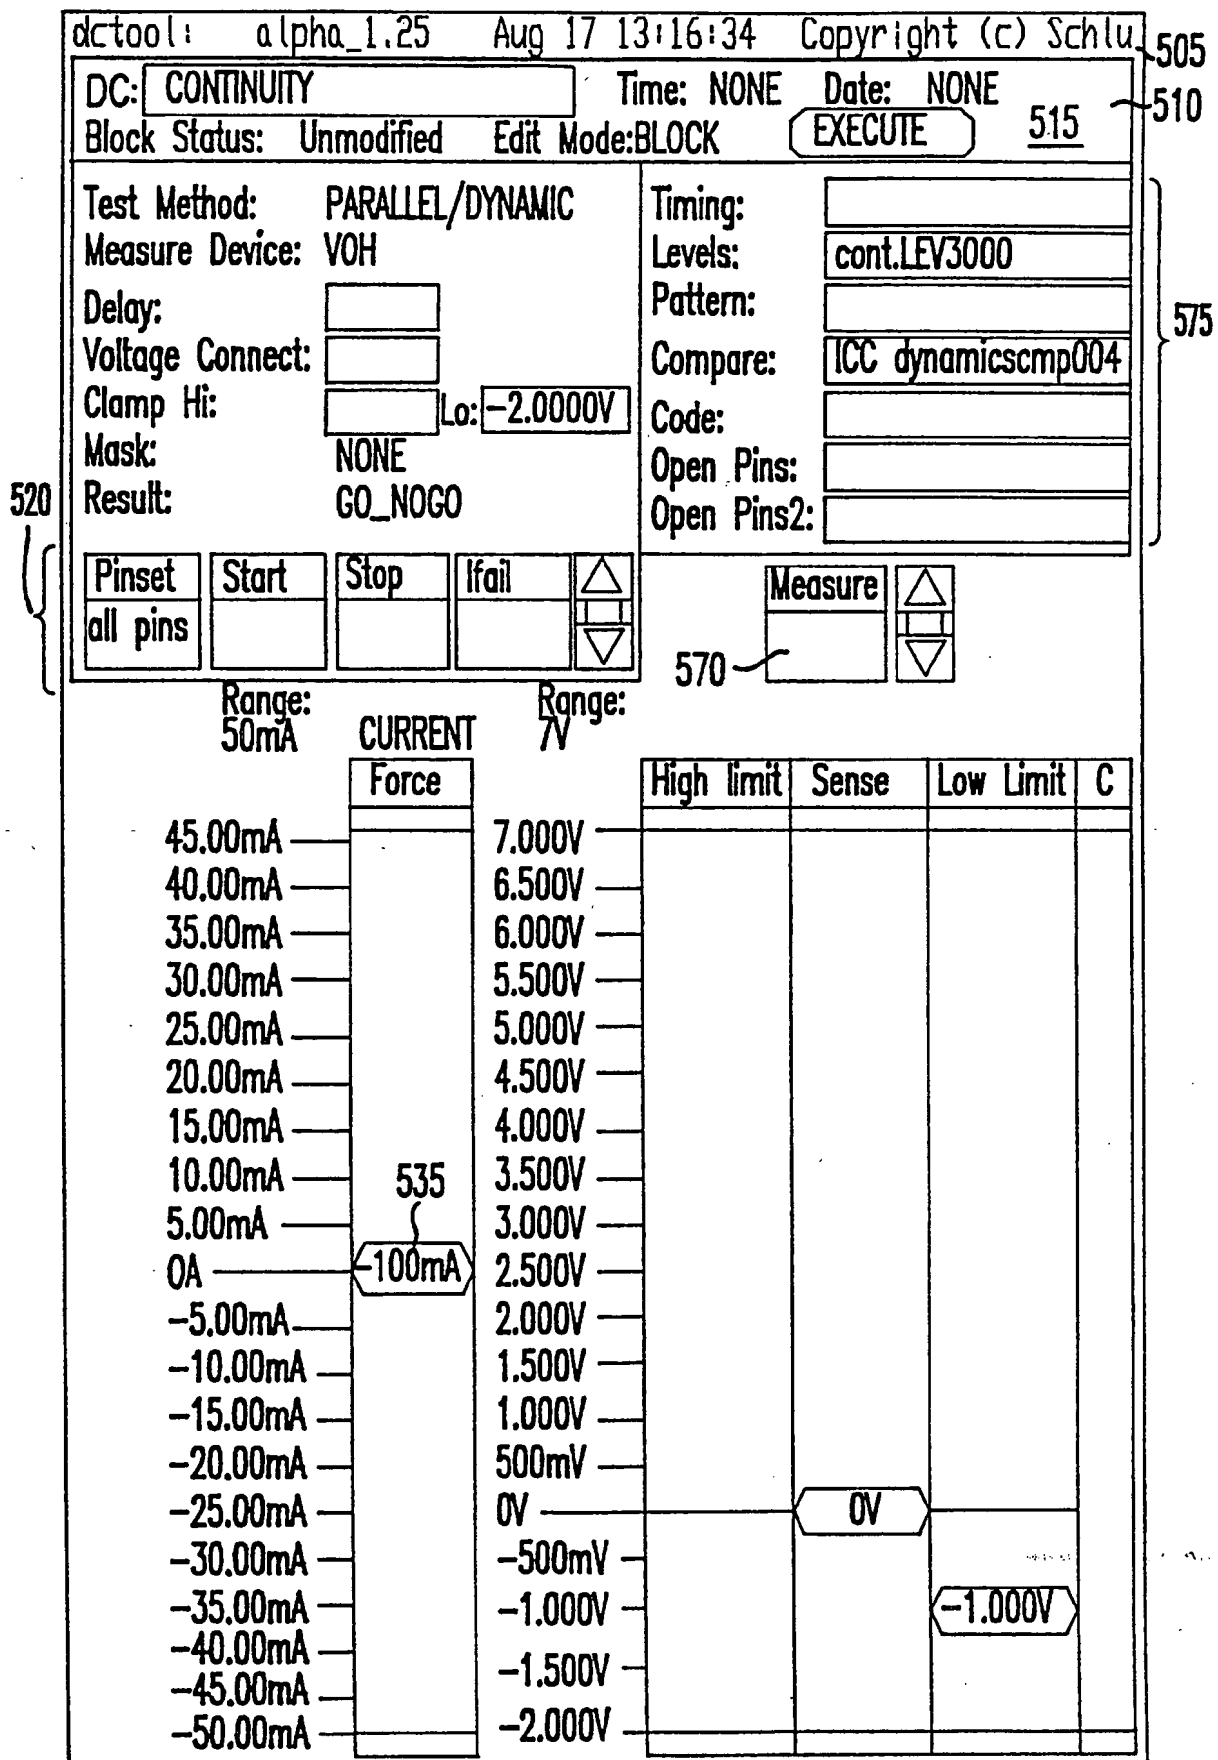 dctool: alpha_1.25 Aug 17 13:16:34 Copyright (c) Schlu
505
DC: CONTINUITY Time: NONE Date: NONE
510
Block Status: Unmodified Edit Mode:BLOCK EXECUTE 515
Test Method: PARALLEL/DYNAMIC
Measure Device: VOH
Delay:
Voltage Connect:
Clamp Hi: Lo: -2.0000V
Mask: NONE
Result: GO_NOGO
Timing:
Levels: cont.LEV3000
Pattern:
Compare: ICC dynamicscmp004
Code:
Open Pins:
Open Pins2:
575
520
Pinset Start Stop Ifail
all pins
Measure
570
Range: 50mA
CURRENT
Range: 7V
Force
High limit Sense Low Limit C
45.00mA 7.000V
40.00mA 6.500V
35.00mA 6.000V
30.00mA 5.500V
25.00mA 5.000V
20.00mA 4.500V
15.00mA 4.000V
10.00mA 535 3.500V
5.00mA 3.000V
0A -100mA 2.500V
-5.00mA 2.000V
-10.00mA 1.500V
-15.00mA 1.000V
-20.00mA 500mV
-25.00mA 0V 0V
-30.00mA -500mV
-35.00mA -1.000V -1.000V
-40.00mA
-45.00mA -1.500V
-50.00mA -2.000V